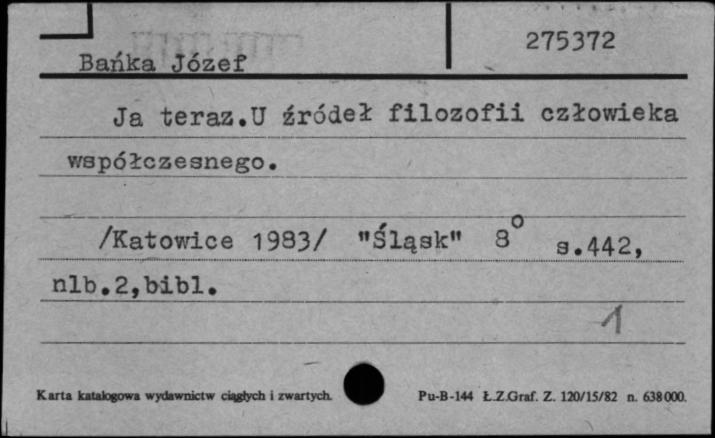 275372
Bańka Józef
Ja teraz.U źródeł filozofii człowieka
współczesnego.
/Katowice 1983/ "Śląsk" 8° s.442,
nlb.2,bibl.
1
Karta katalogowa wydawnictw ciągłych i zwartych.
Pu-B-144 Ł.Z.Graf. Z. 120/15/82 n. 638000.